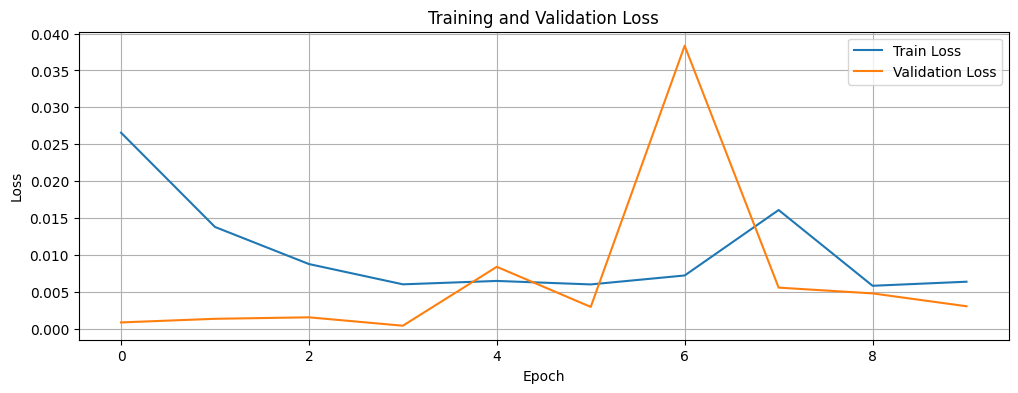 Training and Validation Loss
0.040
0.035
0.030
0.025
0.020
0.015
0.010
0.005
0.000
Loss
Train Loss
Validation Loss
0 2 4 6 8
Epoch